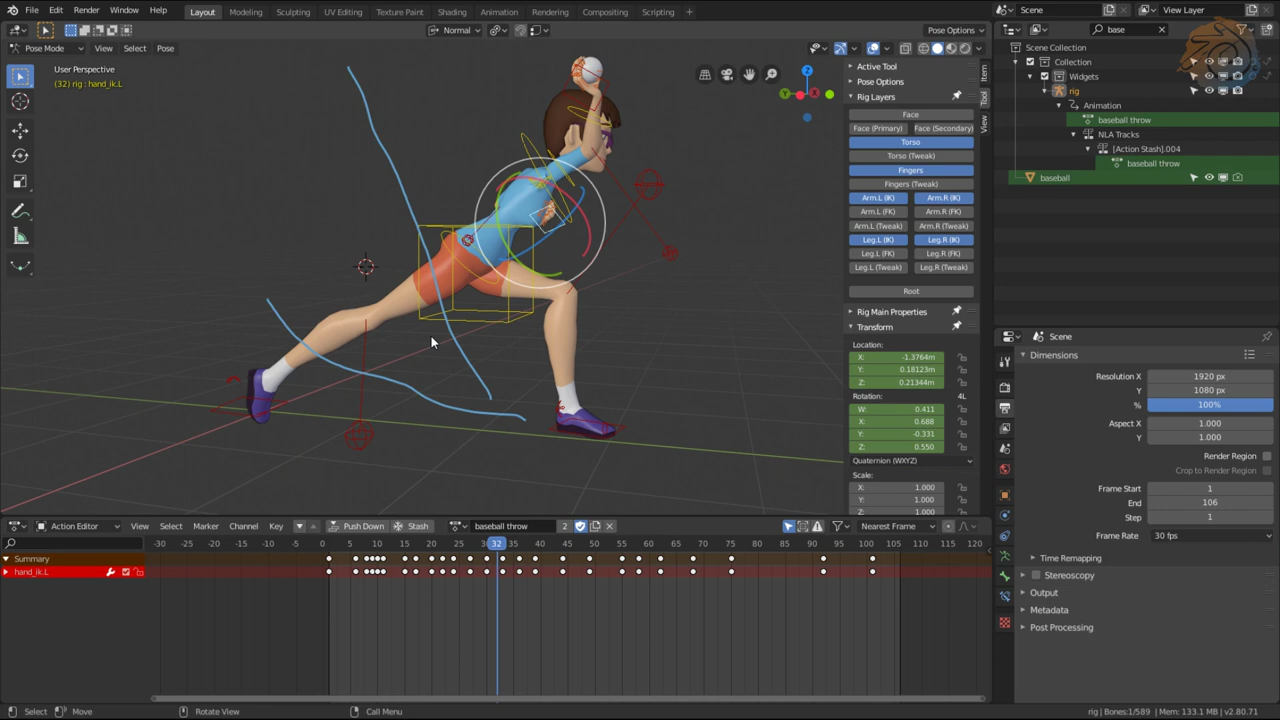 File Edit Render Window Help Layout Modeling Sculpting UV Editing Texture Paint Shading Animation Rendering Compositing Scripting + Scene View Layer
Normal Pose Options base
Pose Mode View Select Pose
User Perspective
(32) rig : hand_ik.L
X Y Z
Active Tool
Pose Options
Rig Layers
Face
Face (Primary) Face (Secondary)
Torso
Torso (Tweak)
Fingers
Fingers (Tweak)
Arm.L (IK) Arm.R (IK)
Arm.L (FK) Arm.R (FK)
Arm.L (Tweak) Arm.R (Tweak)
Leg.L (IK) Leg.R (IK)
Leg.L (FK) Leg.R (FK)
Leg.L (Tweak) Leg.R (Tweak)
Root
Rig Main Properties
Transform
Location:
X: -1.3764m
Y: 0.18123m
Z: 0.21344m
Rotation: 4L
W: 0.411
X: 0.688
Y: -0.331
Z: 0.550
Quaternion (WXYZ)
Scale:
X: 1.000
Y: 1.000
Z: 1.000
Item
Tool
View
Scene Collection
Collection
Widgets
rig
Animation
baseball throw
NLA Tracks
[Action Stash].004
baseball throw
baseball
Scene
Dimensions
Resolution X 1920 px
Y 1080 px
% 100%
Aspect X 1.000
Y 1.000
Render Region
Crop to Render Region
Frame Start 1
End 106
Step 1
Frame Rate 30 fps
Time Remapping
Stereoscopy
Output
Metadata
Post Processing
Action Editor View Select Marker Channel Key Push Down Stash baseball throw 2 Nearest Frame
-30 -25 -20 -15 -10 -5 0 5 10 15 20 25 32 35 40 45 50 55 60 65 70 75 80 85 90 95 100 105 110 115 120
Summary
hand_ik.L
Select Move Rotate View Call Menu rig | Bones:1/589 | Mem: 133.1 MB | v2.80.71